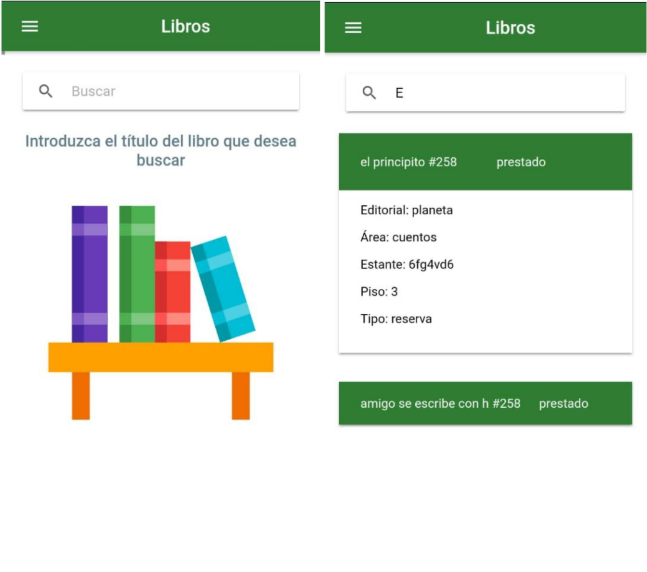 Libros
Buscar
Introduzca el título del libro que desea
buscar
Libros
E
el principito #258 prestado
Editorial: planeta
Área: cuentos
Estante: 6fg4vd6
Piso: 3
Tipo: reserva
amigo se escribe con h #258 prestado